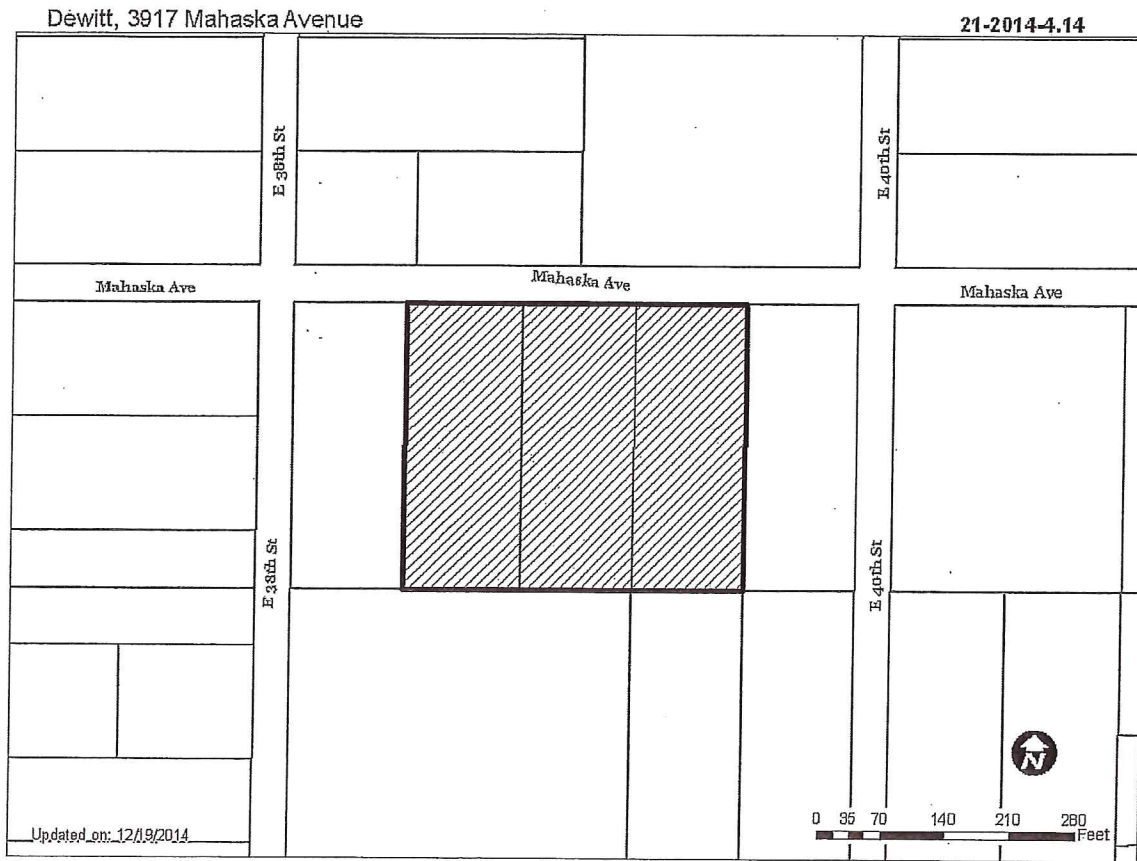 Dewitt, 3917 Mahaska Avenue
21-2014-4.14
E 38th St
E 40th St
Mahaska Ave
Mahaska Ave
Mahaska Ave
E 38th St
E 40th St
N
0 35 70 140 210 280
Feet
Updated on: 12/19/2014